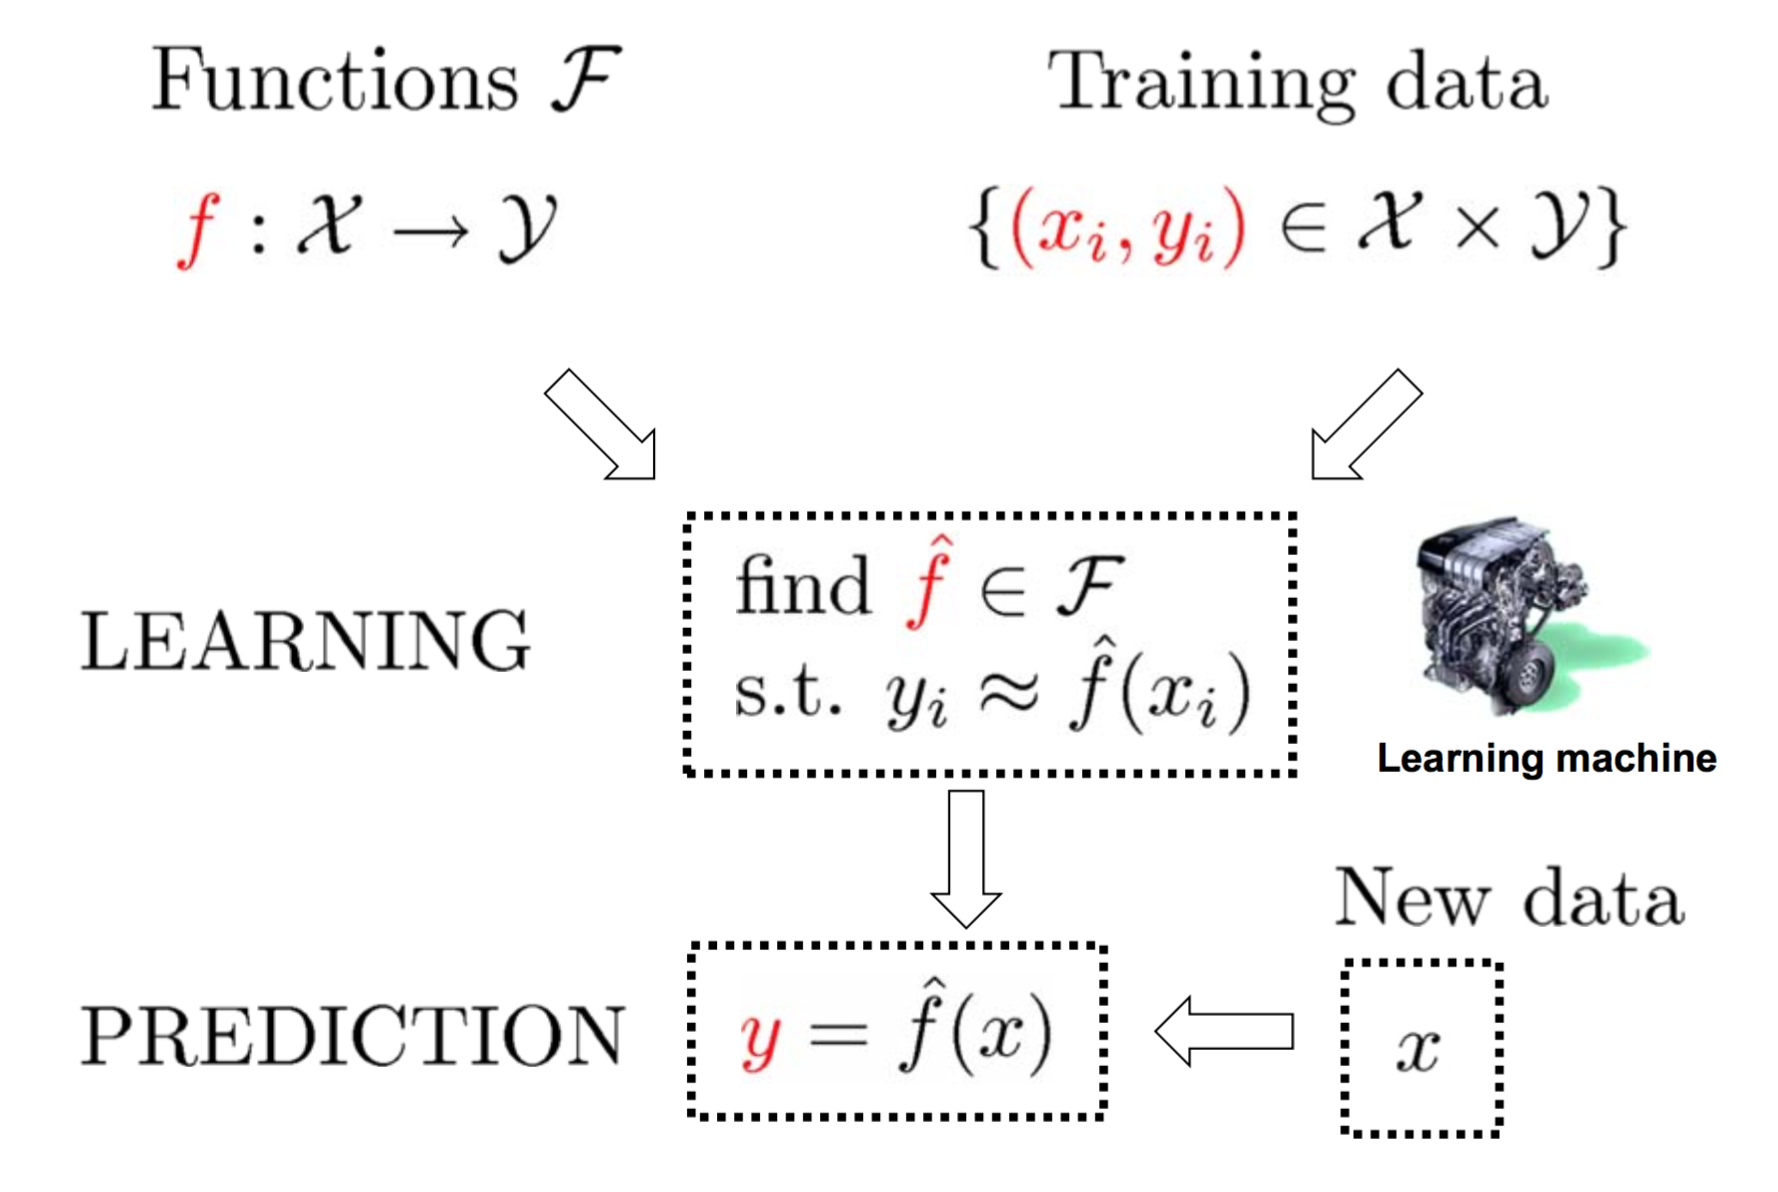 Functions ℱ
f : 𝒳 → 𝒴
Training data
{(xᵢ, yᵢ) ∈ 𝒳 × 𝒴}
LEARNING
find f̂ ∈ ℱ
s.t. yᵢ ≈ f̂(xᵢ)
Learning machine
PREDICTION
y = f̂(x)
New data
x